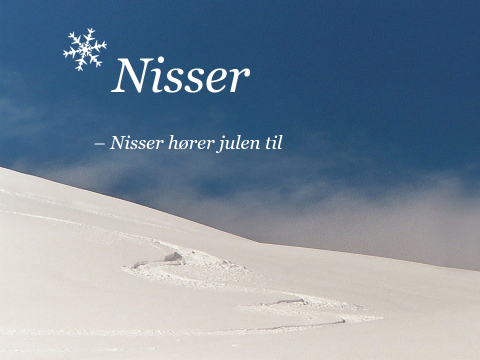 Nisser
– Nisser hører julen til